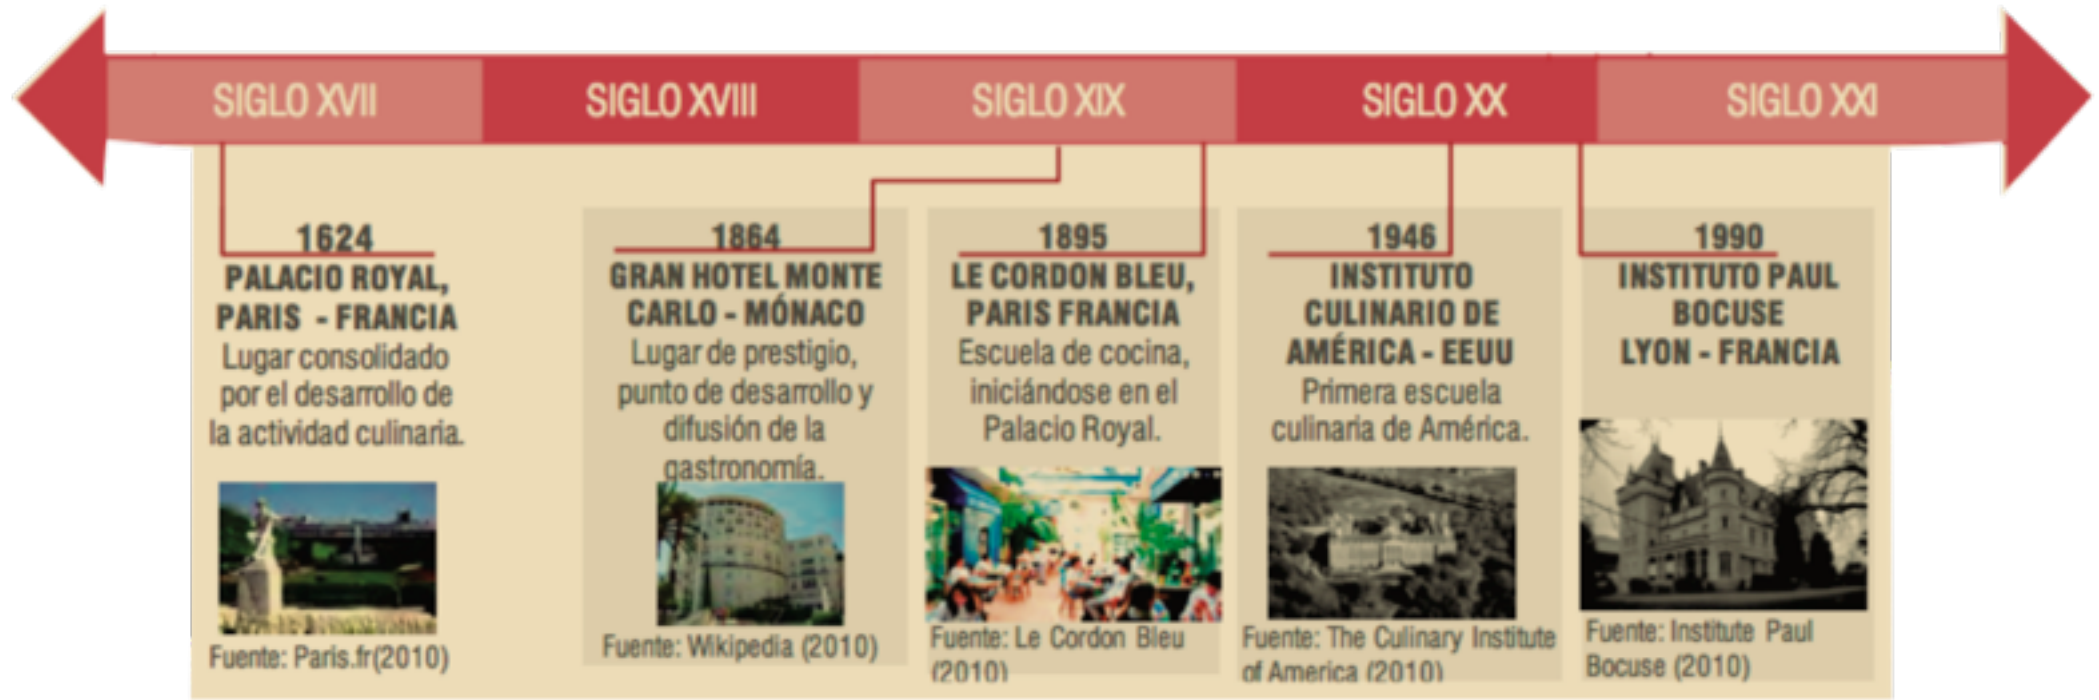 SIGLO XVII
SIGLO XVIII
SIGLO XIX
SIGLO XX
SIGLO XXI
1624
PALACIO ROYAL,
PARIS - FRANCIA
Lugar consolidado
por el desarrollo de
la actividad culinaria.
Fuente: Paris.fr(2010)
1864
GRAN HOTEL MONTE
CARLO - MÓNACO
Lugar de prestigio,
punto de desarrollo y
difusión de la
gastronomía.
Fuente: Wikipedia (2010)
1895
LE CORDON BLEU,
PARIS FRANCIA
Escuela de cocina,
iniciándose en el
Palacio Royal.
Fuente: Le Cordon Bleu
(2010)
1946
INSTITUTO
CULINARIO DE
AMÉRICA - EEUU
Primera escuela
culinaria de América.
Fuente: The Culinary Institute
of America (2010)
1990
INSTITUTO PAUL
BOCUSE
LYON - FRANCIA
Fuente: Institute Paul
Bocuse (2010)